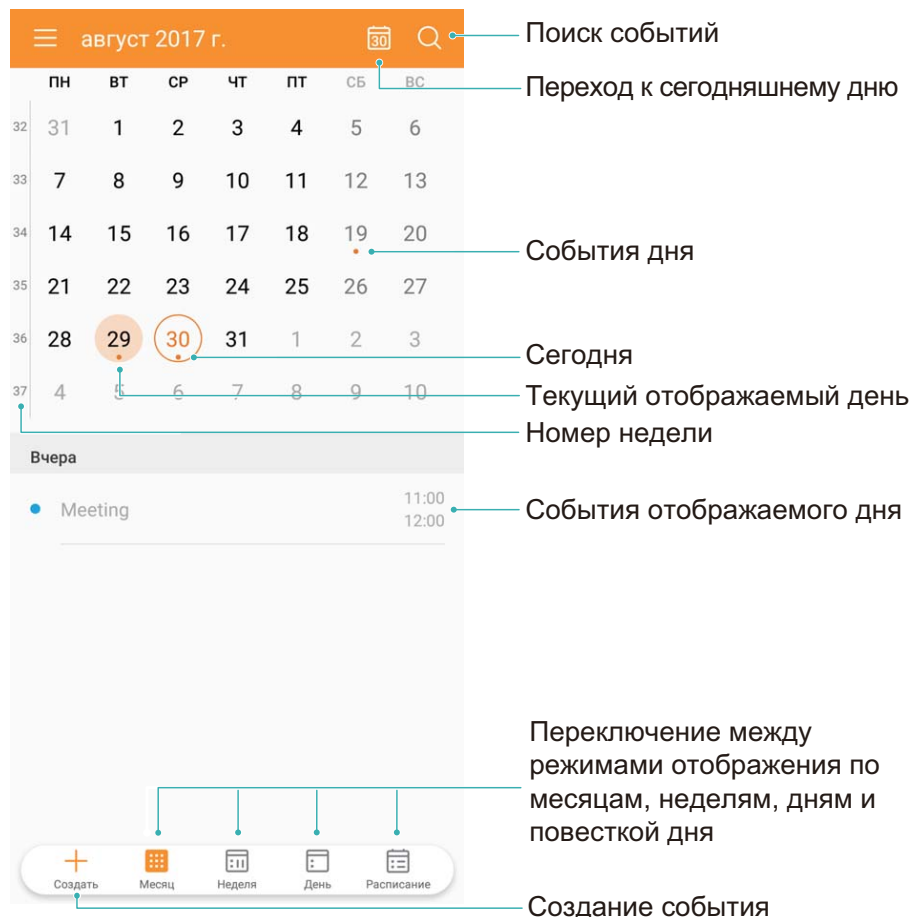 август 2017 г.
30
Поиск событий
Переход к сегодняшнему дню
ПН ВТ СР ЧТ ПТ СБ ВС
32 31 1 2 3 4 5 6
33 7 8 9 10 11 12 13
34 14 15 16 17 18 19 20
События дня
35 21 22 23 24 25 26 27
36 28 29 30 31 1 2 3
Сегодня
37 4 5 6 7 8 9 10
Текущий отображаемый день
Номер недели
Вчера
Meeting
11:00
12:00
События отображаемого дня
Переключение между
режимами отображения по
месяцам, неделям, дням и
повесткой дня
Создать Месяц Неделя День Расписание
Создание события